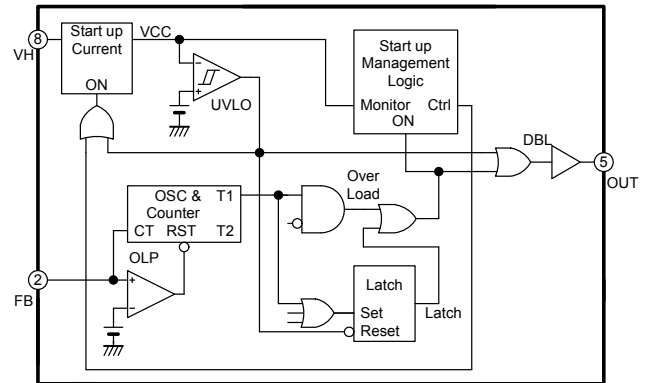 8
VH
Start up
Current
ON
VCC
UVLO
-
+
Start up
Management
Logic
Monitor
Ctrl
ON
DBL
5
OUT
OSC &
Counter
T1
T2
CT
RST
Over
Load
OLP
+
-
2
FB
Latch
Set
Reset
Latch